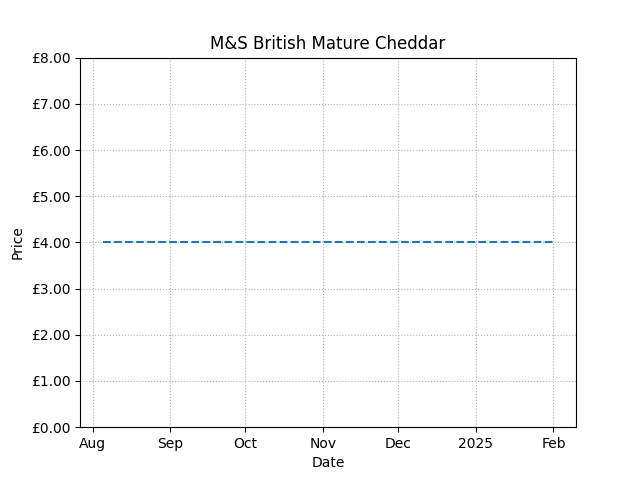 M&S British Mature Cheddar
£8.00
£7.00
£6.00
£5.00
£4.00
£3.00
£2.00
£1.00
£0.00
Price
Aug Sep Oct Nov Dec 2025 Feb
Date